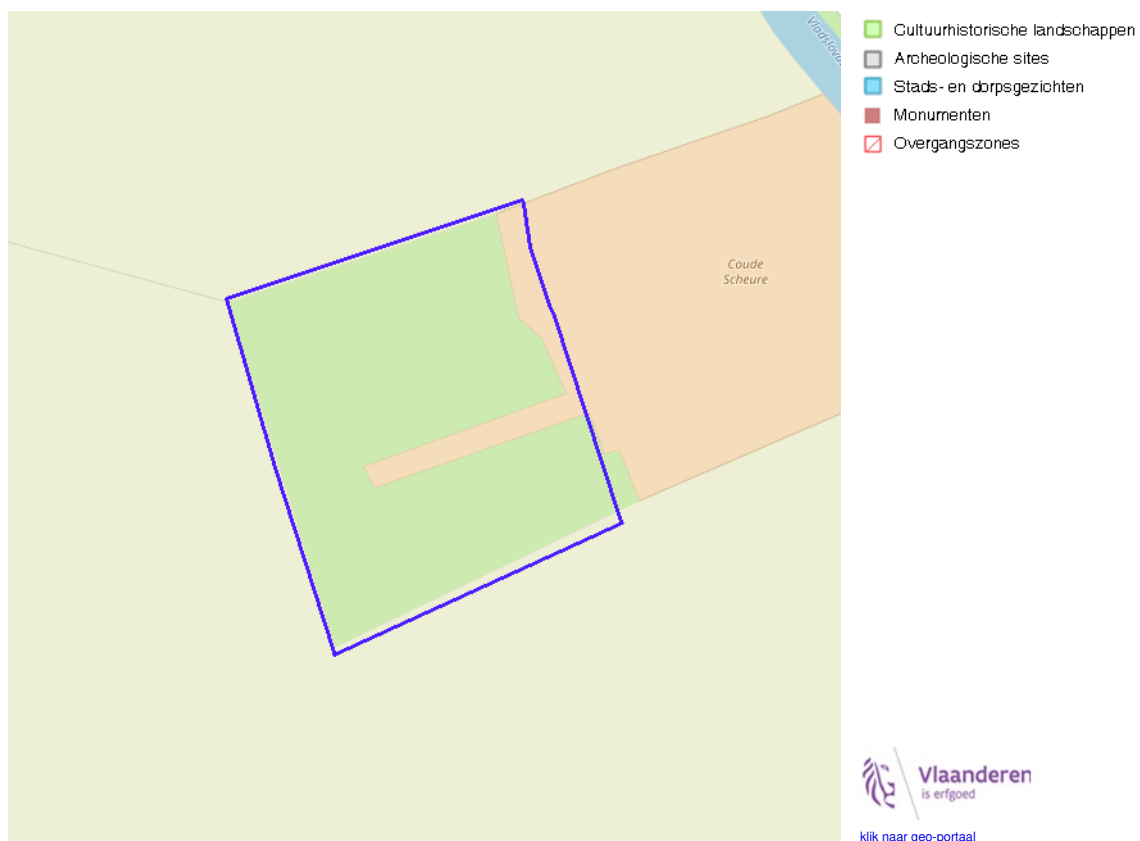 Cultuurhistorische landschappen
Archeologische sites
Stads- en dorpsgezichten
Monumenten
Overgangszones
Coude
Scheure
Vlaanderen
is erfgoed
klik naar geo-portaal